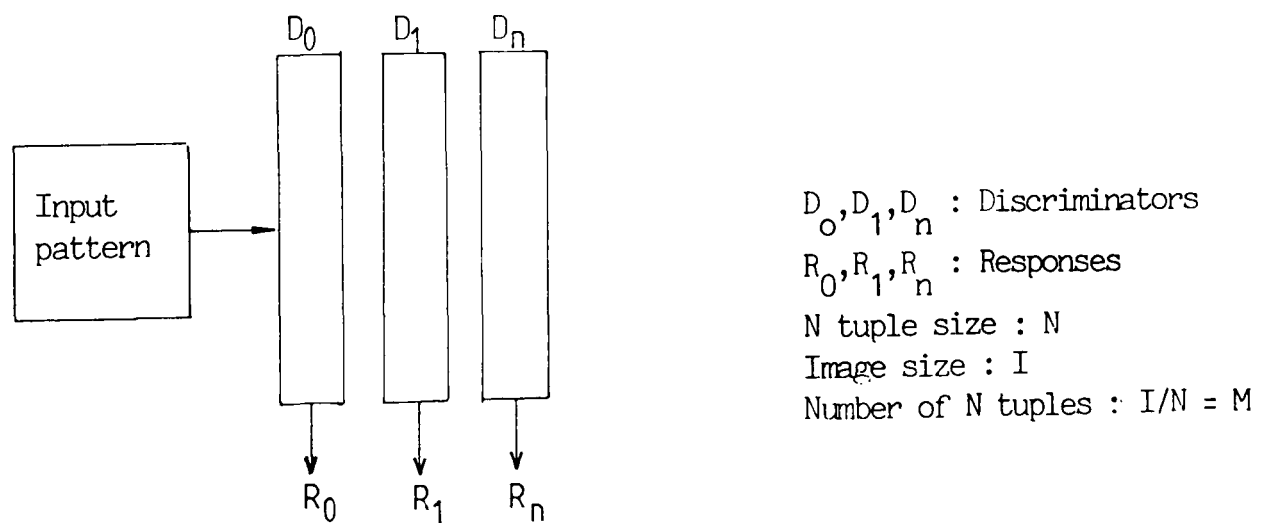 D₀ D₁ Dₙ
Input
pattern
R₀ R₁ Rₙ
Dₒ,D₁,Dₙ : Discriminators
R₀,R₁,Rₙ : Responses
N tuple size : N
Image size : I
Number of N tuples : I/N = M